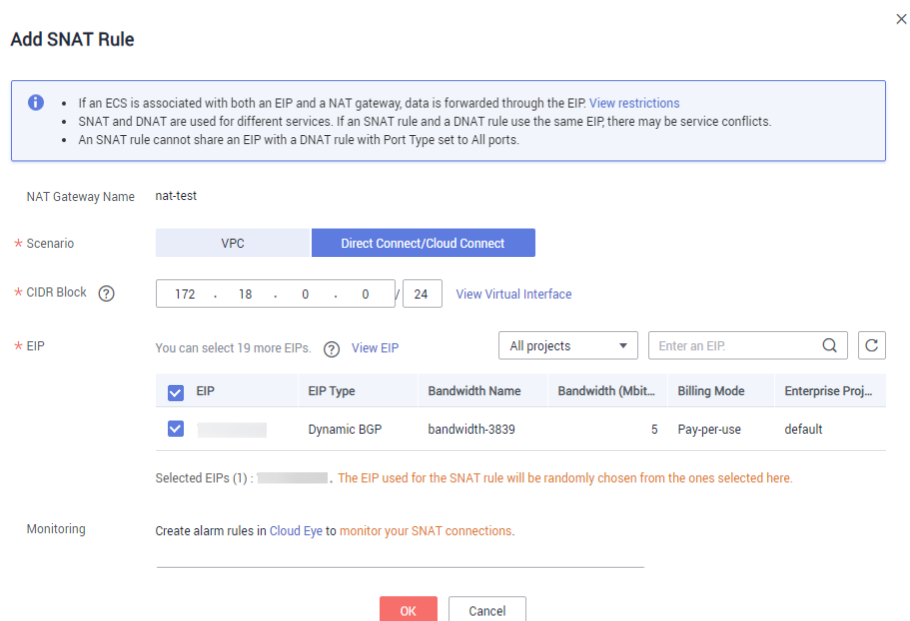 Add SNAT Rule
If an ECS is associated with both an EIP and a NAT gateway, data is forwarded through the EIP. View restrictions
SNAT and DNAT are used for different services. If an SNAT rule and a DNAT rule use the same EIP, there may be service conflicts.
An SNAT rule cannot share an EIP with a DNAT rule with Port Type set to All ports.
NAT Gateway Name nat-test
* Scenario VPC Direct Connect/Cloud Connect
* CIDR Block ? 172 . 18 . 0 . 0 / 24 View Virtual Interface
* EIP You can select 19 more EIPs. ? View EIP All projects Enter an EIP.
EIP EIP Type Bandwidth Name Bandwidth (Mbit... Billing Mode Enterprise Proj...
Dynamic BGP bandwidth-3839 5 Pay-per-use default
Selected EIPs (1) : . The EIP used for the SNAT rule will be randomly chosen from the ones selected here.
Monitoring Create alarm rules in Cloud Eye to monitor your SNAT connections.
OK Cancel